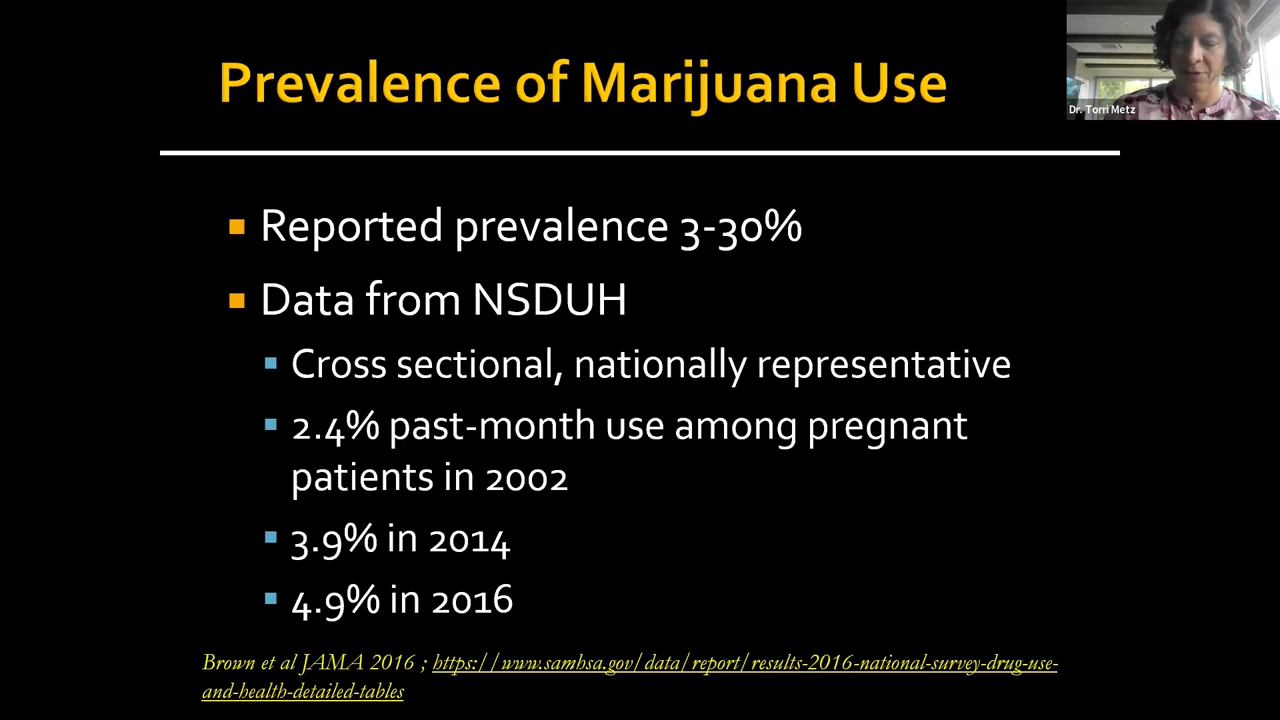 Prevalence of Marijuana Use
Dr. Torri Metz
Reported prevalence 3-30%
Data from NSDUH
Cross sectional, nationally representative
2.4% past-month use among pregnant
patients in 2002
3.9% in 2014
4.9% in 2016
Brown et al JAMA 2016 ; https://www.samhsa.gov/data/report/results-2016-national-survey-drug-use-
and-health-detailed-tables